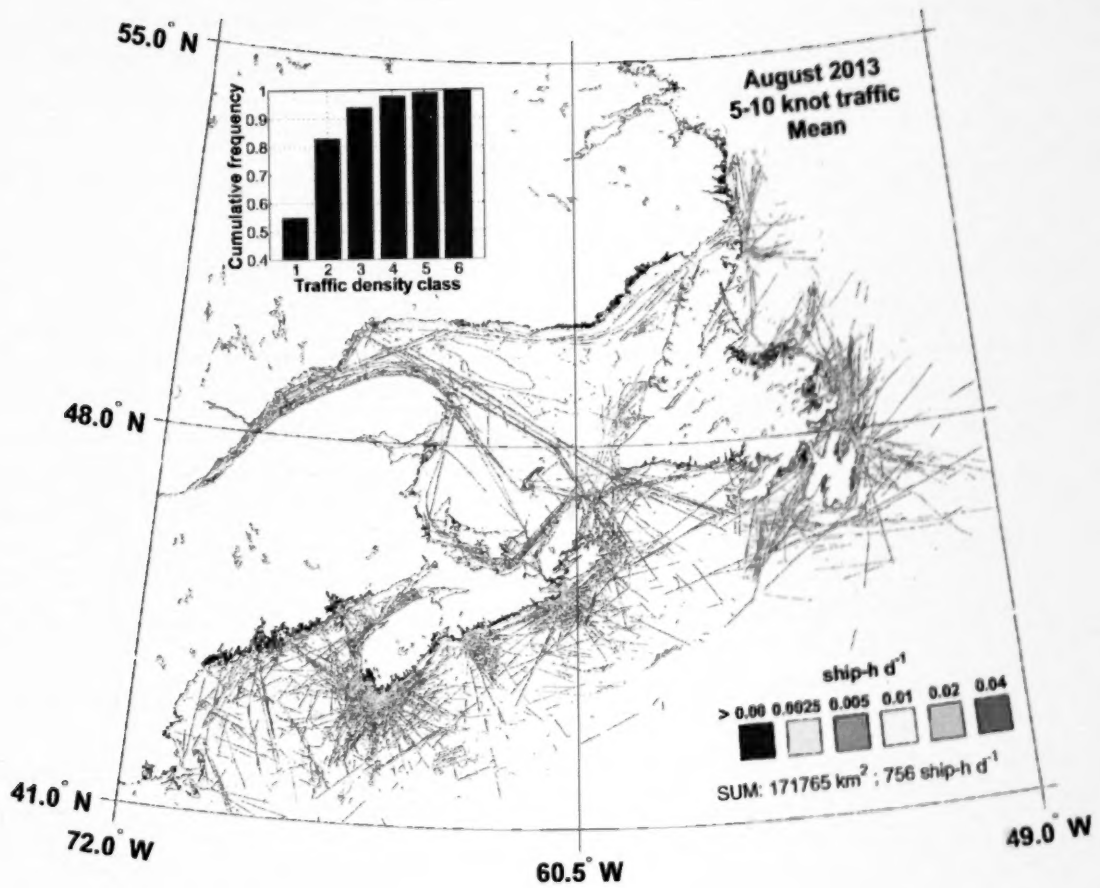 55.0° N
August 2013
5-10 knot traffic
Mean
Cumulative frequency
1
0.9
0.8
0.7
0.6
0.5
0.4
1 2 3 4 5 6
Traffic density class
48.0° N
ship-h d⁻¹
> 0.00 0.0025 0.005 0.01 0.02 0.04
SUM: 171765 km² ; 756 ship-h d⁻¹
41.0° N
72.0° W
60.5° W
49.0° W